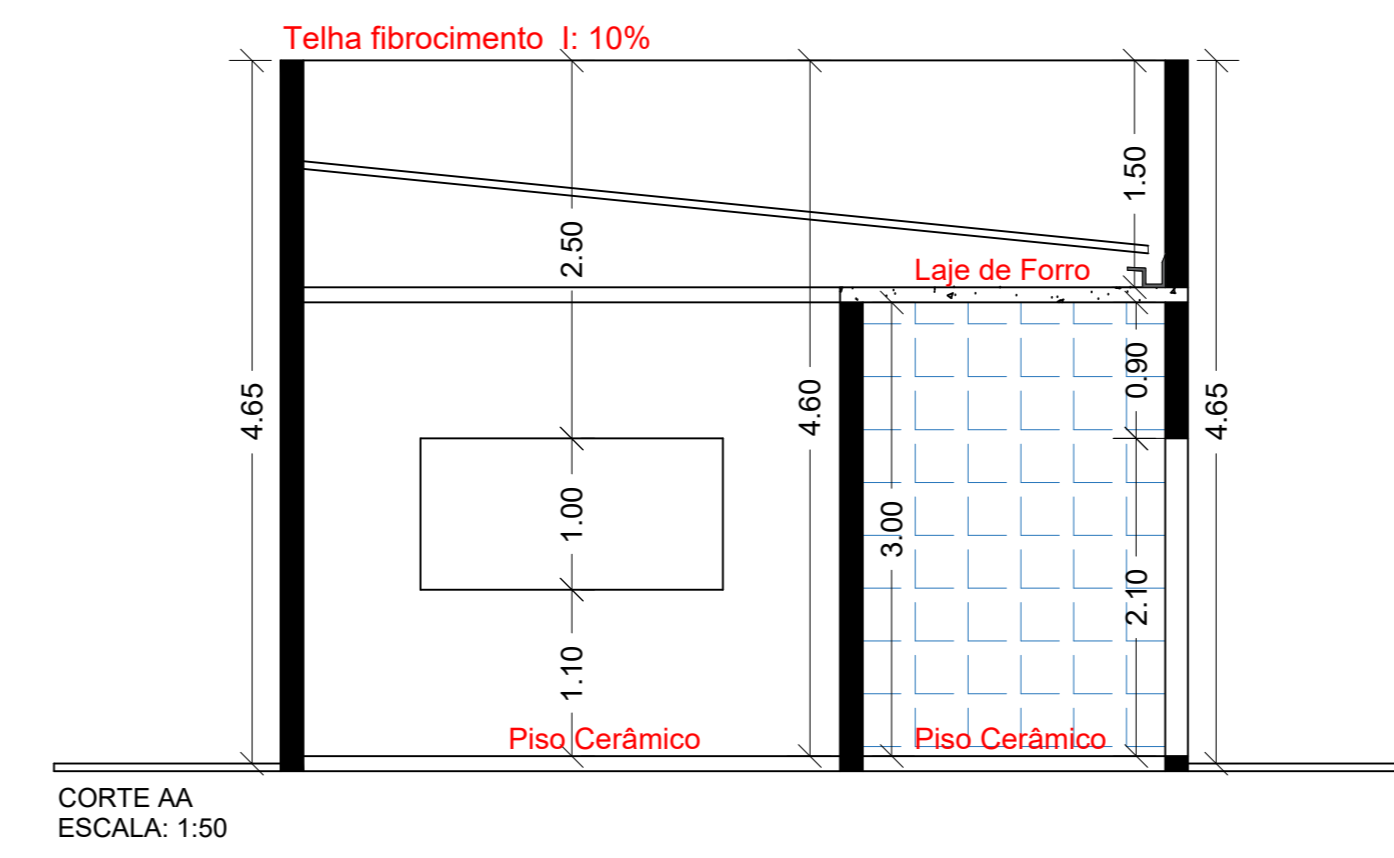 Telha fibrocimento I: 10%
2.50
1.50
Laje de Forro
4.65
4.60
0.90
4.65
1.00
3.00
2.10
1.10
Piso Cerâmico
Piso Cerâmico
CORTE AA
ESCALA: 1:50